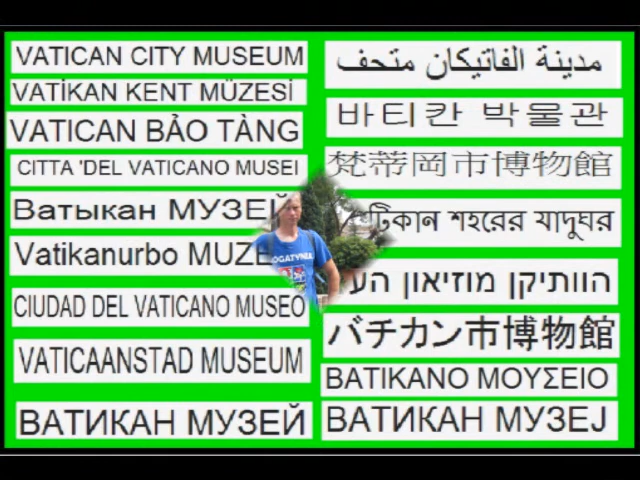 VATICAN CITY MUSEUM
VATİKAN KENT MÜZESİ
VATICAN BẢO TÀNG
CITTA 'DEL VATICANO MUSEI
Ватыкан МУЗЕЙ
Vatikanurbo
CIUDAD DEL VATICANO MUSEO
VATICAANSTAD MUSEUM
ВАТИКАН МУЗЕЙ
مدينة الفاتيكان متحف
바티칸 박물관
梵蒂岡市博物館
শহরের যাদুঘর
הוותיקן מוזיאון
バチカン市博物館
ΒΑΤΙΚΑΝΟ ΜΟΥΣΕΙΟ
ВАТИКАН МУЗЕЈ